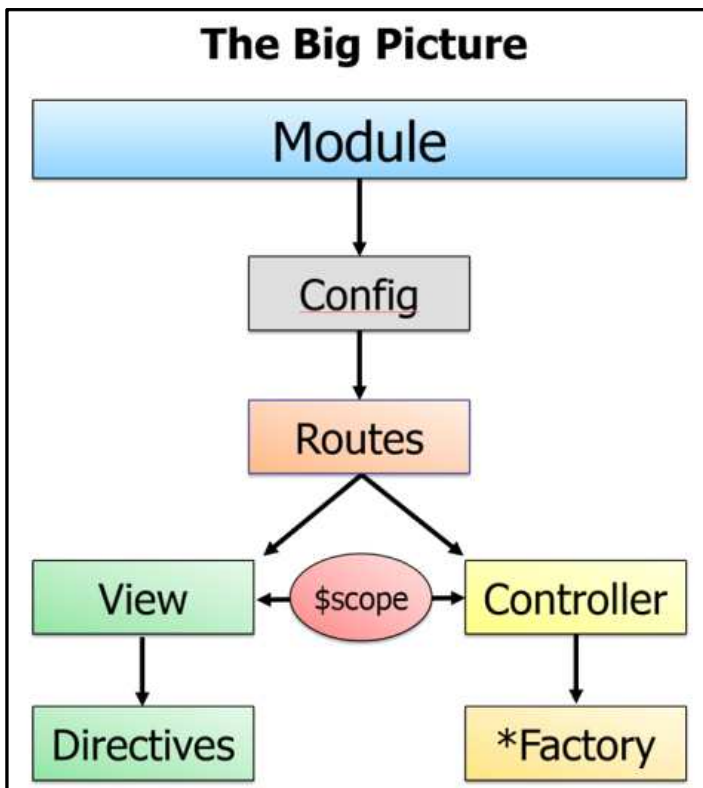 The Big Picture
Module
Config
Routes
View
$scope
Controller
Directives
*Factory